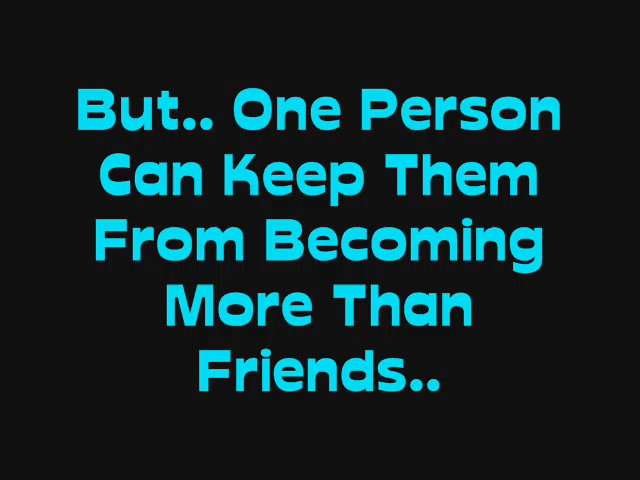 But.. One Person
Can Keep Them
From Becoming
More Than
Friends..